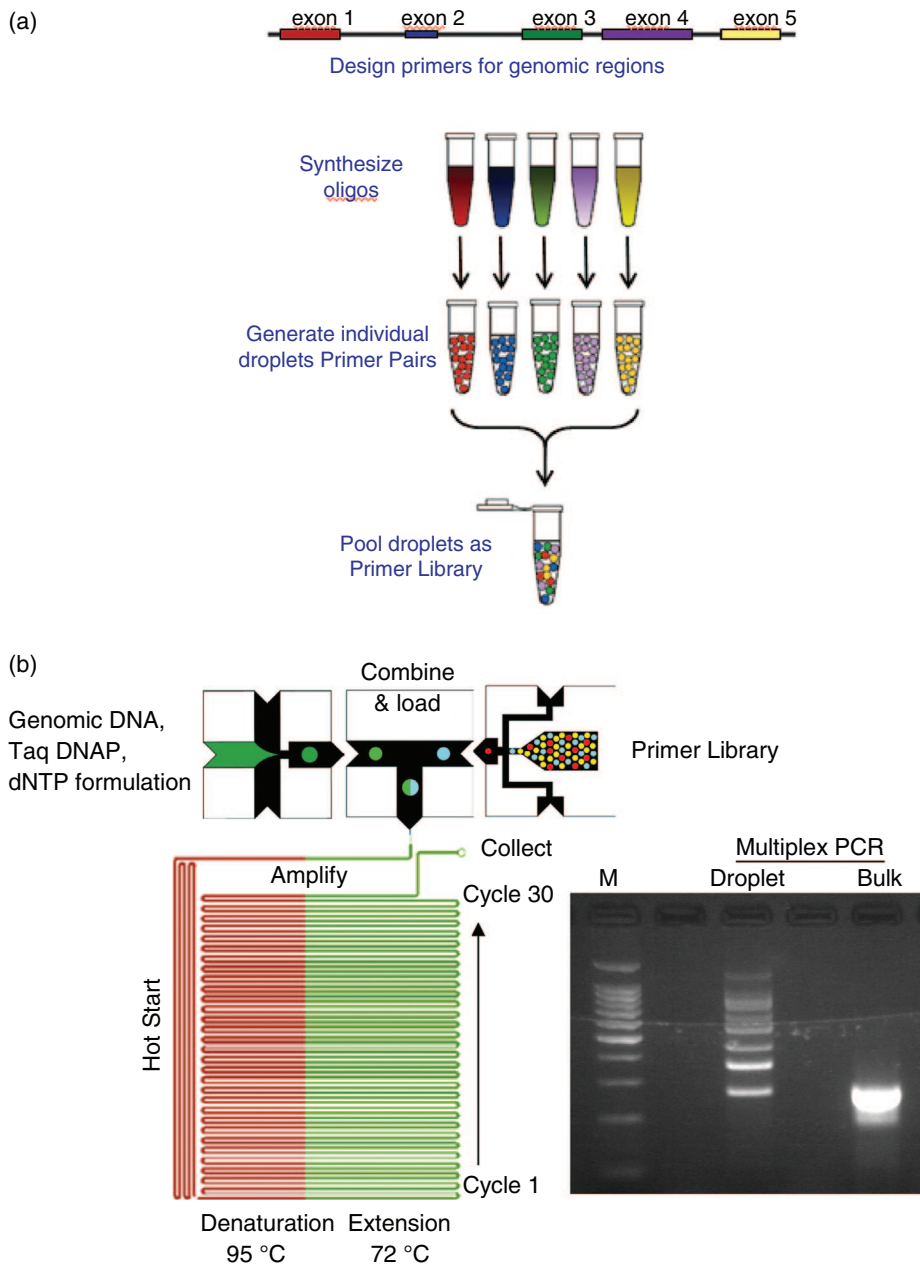 (a)
exon 1 exon 2 exon 3 exon 4 exon 5
Design primers for genomic regions
Synthesize
oligos
Generate individual
droplets Primer Pairs
Pool droplets as
Primer Library
(b)
Combine
& load
Genomic DNA,
Taq DNAP,
dNTP formulation
Primer Library
Collect
Amplify
Cycle 30
Hot Start
Cycle 1
Denaturation
95 °C
Extension
72 °C
Multiplex PCR
M Droplet Bulk